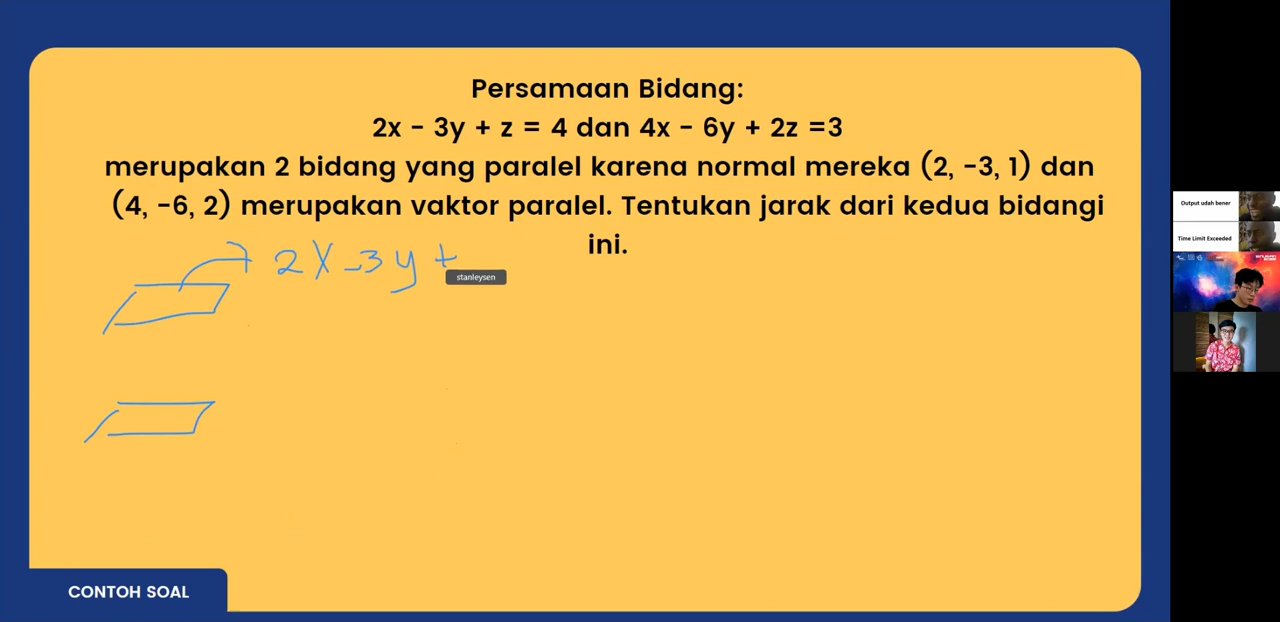 Persamaan Bidang:
2x − 3y + z = 4 dan 4x − 6y + 2z =3
merupakan 2 bidang yang paralel karena normal mereka (2, −3, 1) dan
(4, −6, 2) merupakan vaktor paralel. Tentukan jarak dari kedua bidangi
ini.
2x -3y +
stanleysen
CONTOH SOAL
Output udah bener
Time Limit Exceeded